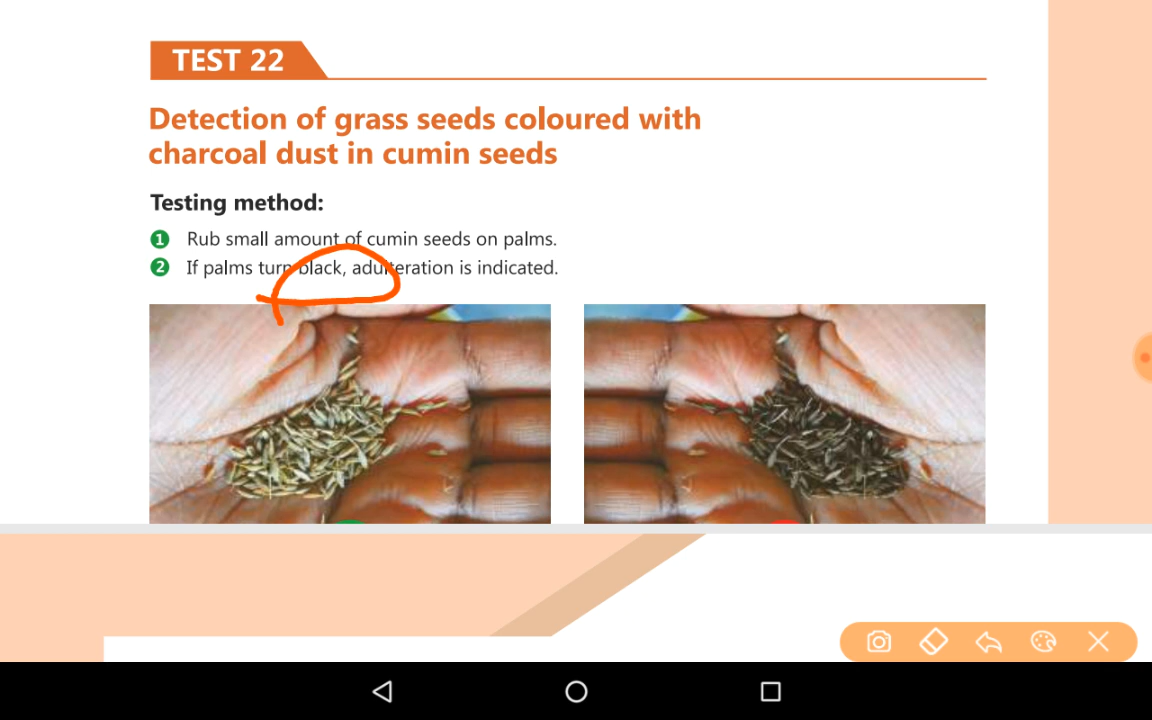 TEST 22
Detection of grass seeds coloured with
charcoal dust in cumin seeds
Testing method:
1 Rub small amount of cumin seeds on palms.
2 If palms turn black, adulteration is indicated.